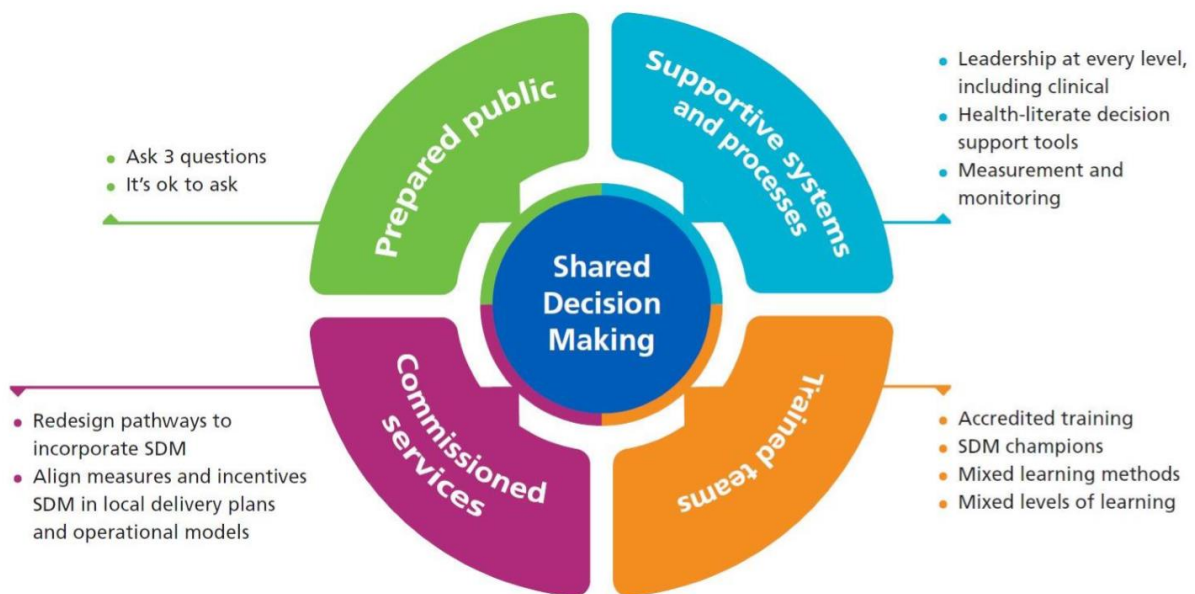 Prepared public
Ask 3 questions
It's ok to ask
Supportive systems
and processes
Leadership at every level,
including clinical
Health-literate decision
support tools
Measurement and
monitoring
Shared
Decision
Making
Commissioned
services
Redesign pathways to
incorporate SDM
Align measures and incentives
SDM in local delivery plans
and operational models
Trained teams
Accredited training
SDM champions
Mixed learning methods
Mixed levels of learning